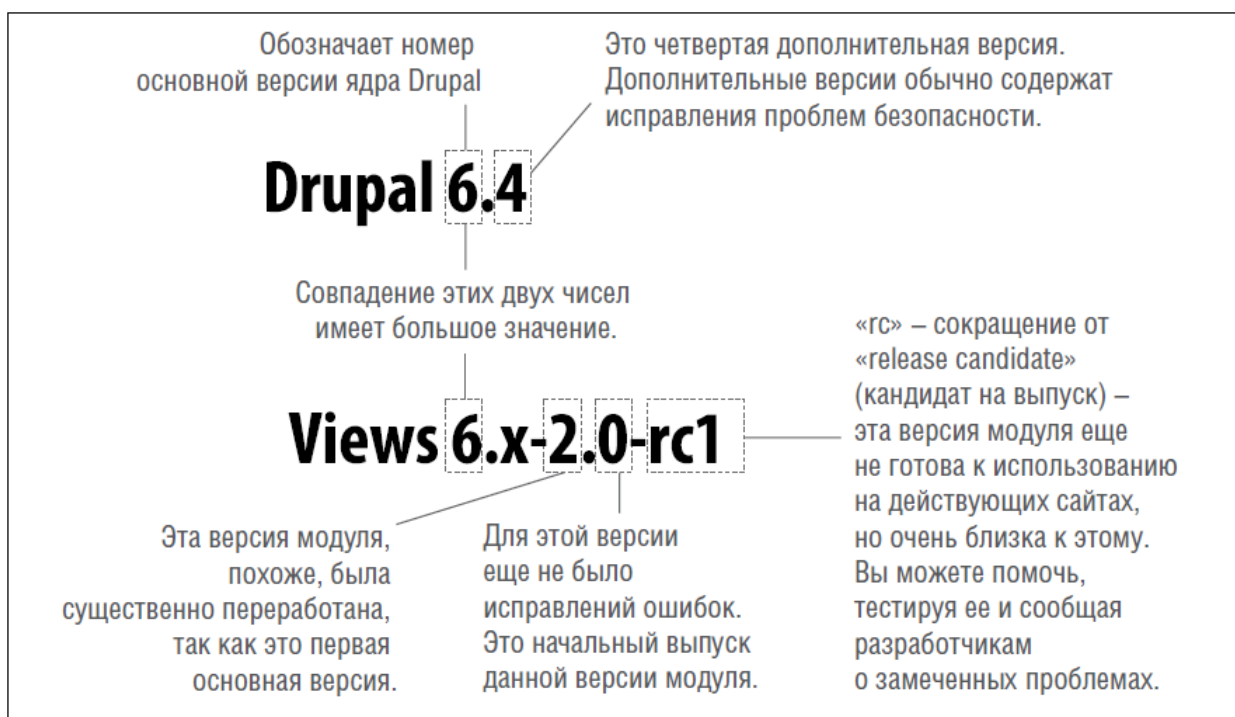 Обозначает номер
основной версии ядра Drupal
Это четвертая дополнительная версия.
Дополнительные версии обычно содержат
исправления проблем безопасности.
Drupal 6.4
Совпадение этих двух чисел
имеет большое значение.
Views 6.x-2.0-rc1
«rc» – сокращение от
«release candidate»
(кандидат на выпуск) –
эта версия модуля еще
не готова к использованию
на действующих сайтах,
но очень близка к этому.
Вы можете помочь,
тестируя ее и сообщая
разработчикам
о замеченных проблемах.
Эта версия модуля,
похоже, была
существенно переработана,
так как это первая
основная версия.
Для этой версии
еще не было
исправлений ошибок.
Это начальный выпуск
данной версии модуля.